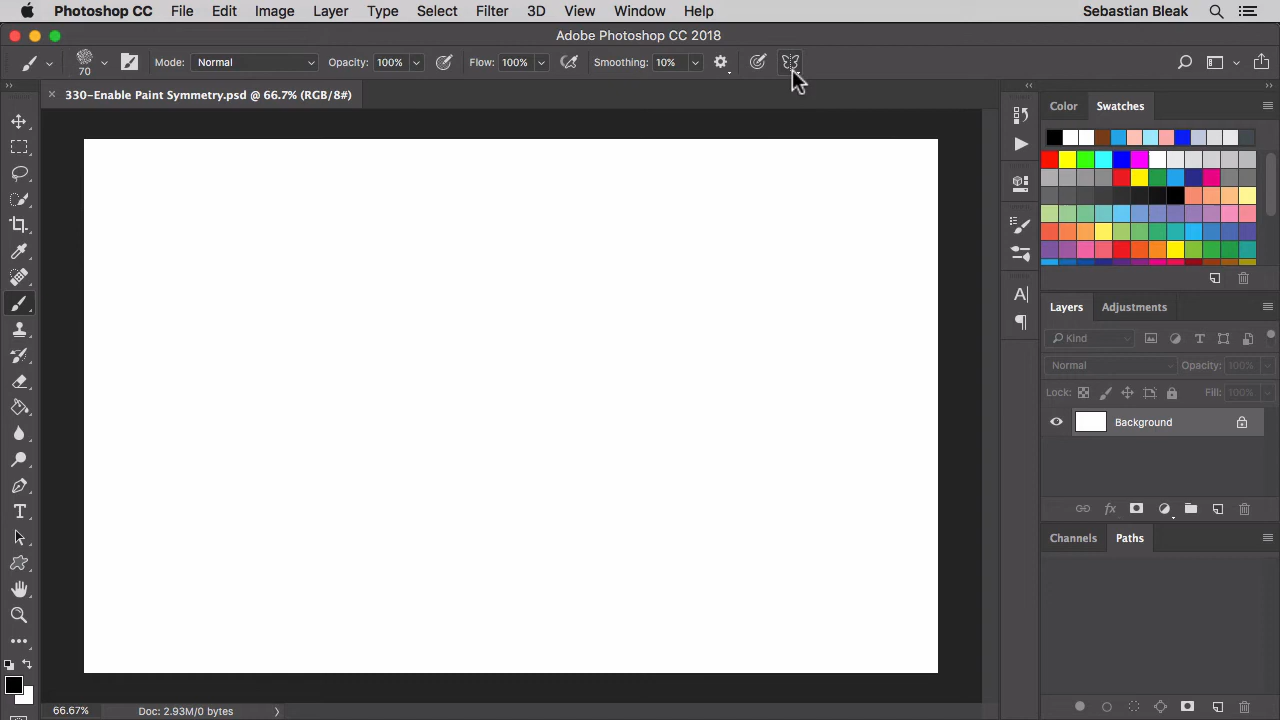 Photoshop CC File Edit Image Layer Type Select Filter 3D View Window Help Sebastian Bleak
Adobe Photoshop CC 2018
70 Mode: Normal Opacity: 100% Flow: 100% Smoothing: 10%
× 330-Enable Paint Symmetry.psd @ 66.7% (RGB/8#)
Color Swatches
Layers Adjustments
Kind
Normal Opacity: 100%
Lock: Fill: 100%
Background
Channels Paths
66.67% Doc: 2.93M/0 bytes